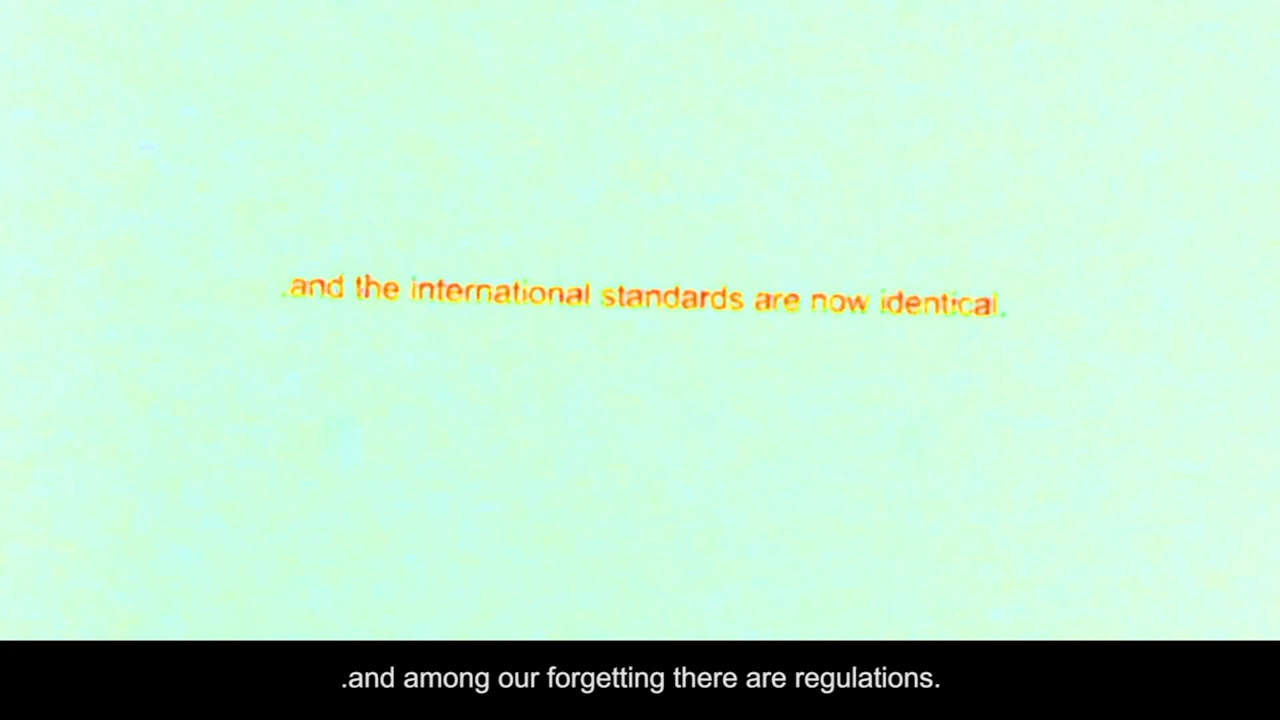 .and the international standards are now identical.
.and among our forgetting there are regulations.